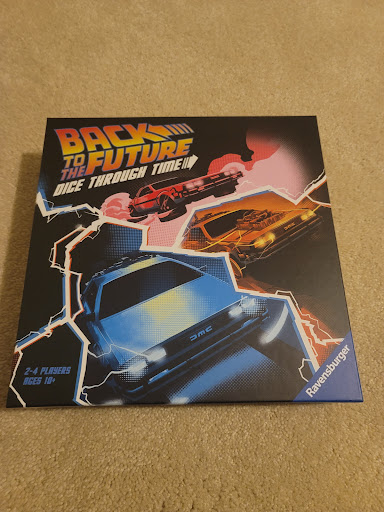 BACK
TO THE FUTURE
DICE THROUGH TIME
DMC
2-4 PLAYERS
AGES 10+
Ravensburger